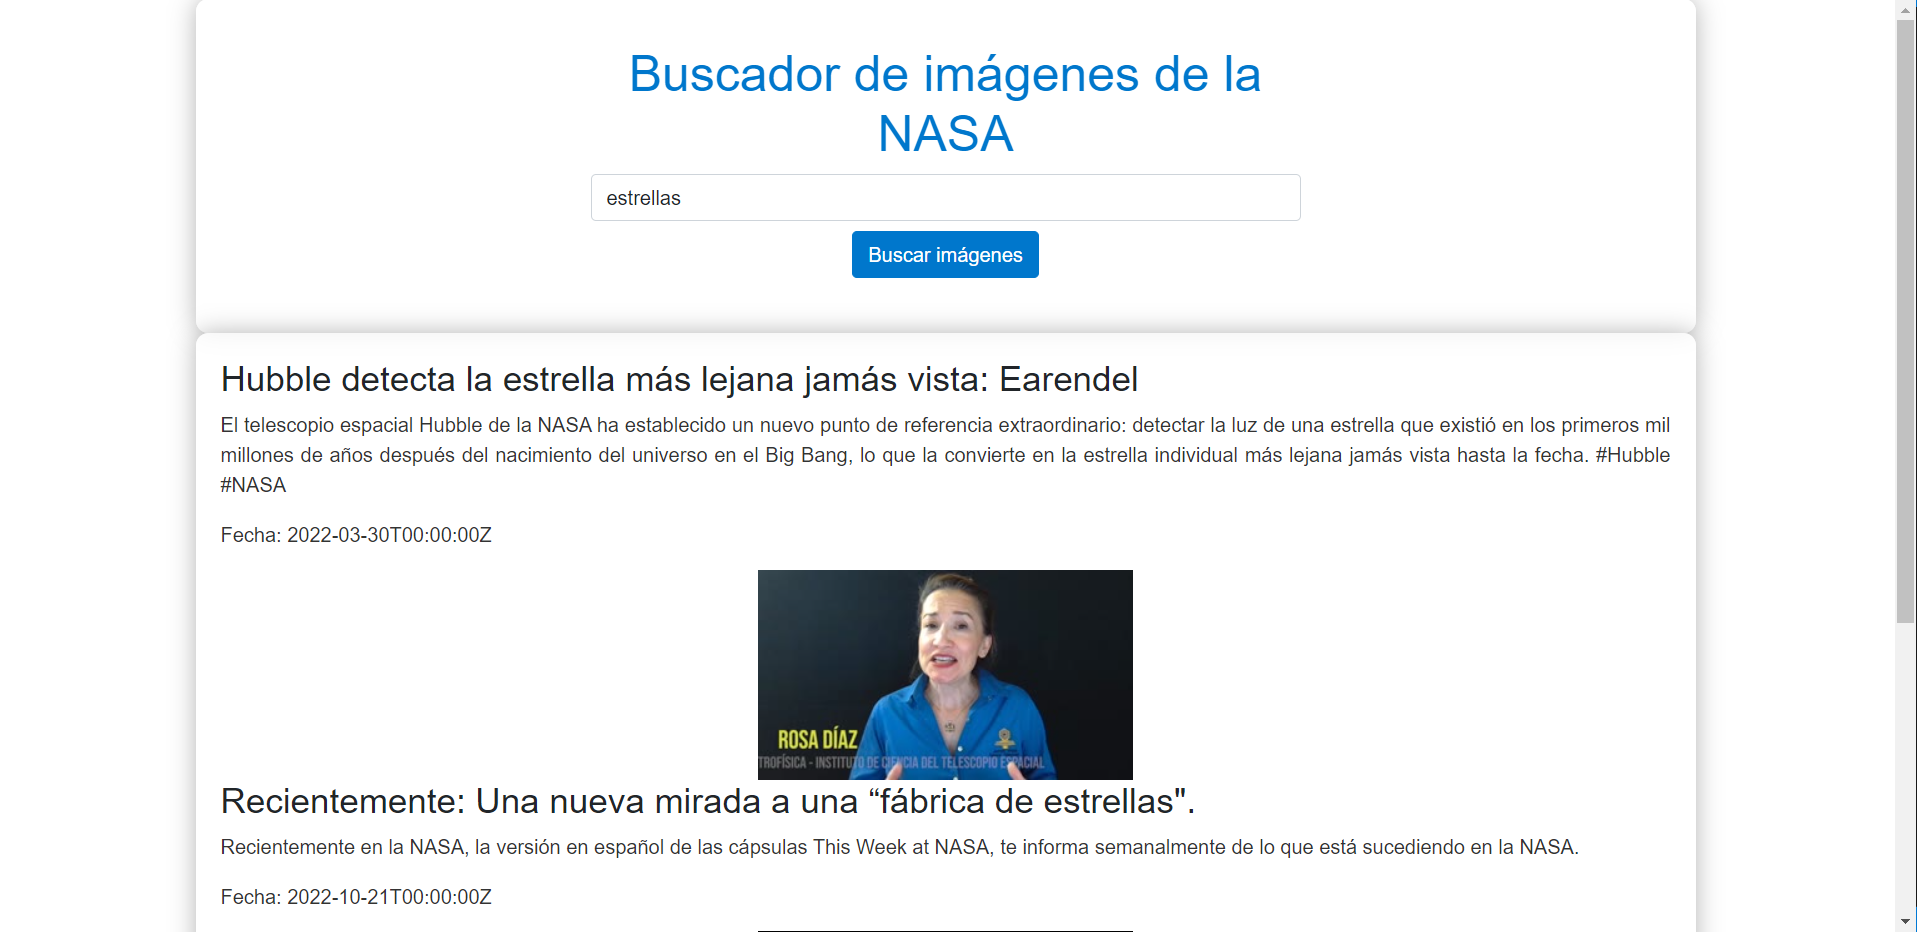 Buscador de imágenes de la
NASA
estrellas
Buscar imágenes
Hubble detecta la estrella más lejana jamás vista: Earendel
El telescopio espacial Hubble de la NASA ha establecido un nuevo punto de referencia extraordinario: detectar la luz de una estrella que existió en los primeros mil
millones de años después del nacimiento del universo en el Big Bang, lo que la convierte en la estrella individual más lejana jamás vista hasta la fecha. #Hubble
#NASA
Fecha: 2022-03-30T00:00:00Z
ROSA DÍAZ
TROFÍSICA - INSTITUTO DE CIENCIA DEL TELESCOPIO ESPACIAL
Recientemente: Una nueva mirada a una “fábrica de estrellas".
Recientemente en la NASA, la versión en español de las cápsulas This Week at NASA, te informa semanalmente de lo que está sucediendo en la NASA.
Fecha: 2022-10-21T00:00:00Z